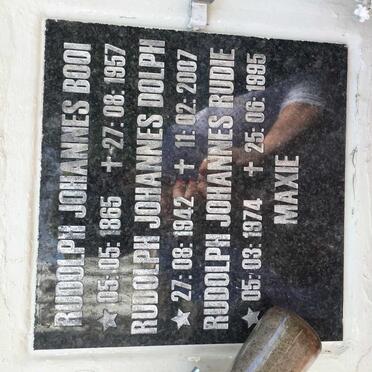 RUDOLPH JOHANNES BOOI
☆ 05: 05: 1865 + 27: 08: 1957
RUDOLPH JOHANNES DOLPH
☆ 27: 08: 1942 + 11: 02: 2007
RUDOLPH JOHANNES RUDIE
☆ 05: 03: 1974 + 25: 06: 1995
MAXIE